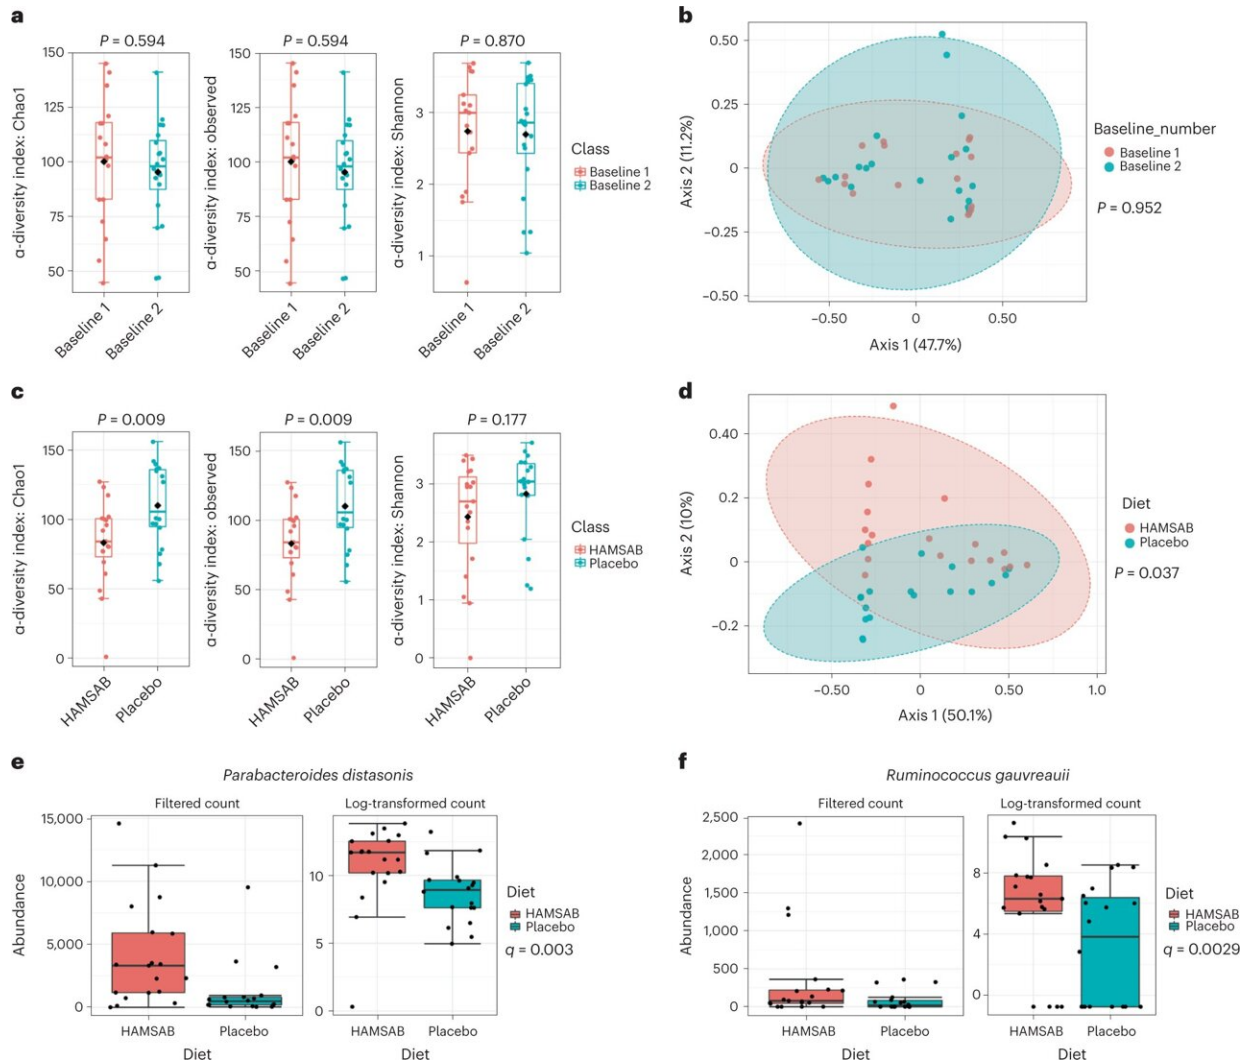 a
P = 0.594
α-diversity index: Chao1
150
125
100
75
50
Baseline 1
Baseline 2
P = 0.594
α-diversity index: observed
150
125
100
75
50
Baseline 1
Baseline 2
P = 0.870
α-diversity index: Shannon
3
2
1
Baseline 1
Baseline 2
Class
Baseline 1
Baseline 2
b
Axis 2 (11.2%)
0.50
0.25
0
−0.25
−0.50
−0.50
0
0.50
Axis 1 (47.7%)
Baseline_number
Baseline 1
Baseline 2
P = 0.952
c
P = 0.009
α-diversity index: Chao1
150
100
50
0
HAMSAB
Placebo
P = 0.009
α-diversity index: observed
150
100
50
0
HAMSAB
Placebo
P = 0.177
α-diversity index: Shannon
3
2
1
0
HAMSAB
Placebo
Class
HAMSAB
Placebo
d
Axis 2 (10%)
0.40
0.2
0
−0.2
−0.50
0
0.50
1.0
Axis 1 (50.1%)
Diet
HAMSAB
Placebo
P = 0.037
e
Parabacteroides distasonis
Filtered count
Abundance
15,000
10,000
5,000
0
HAMSAB
Placebo
Diet
Log-transformed count
10
5
0
HAMSAB
Placebo
Diet
Diet
HAMSAB
Placebo
q = 0.003
f
Ruminococcus gauvreauii
Filtered count
Abundance
2,500
2,000
1,500
1,000
500
0
HAMSAB
Placebo
Diet
Log-transformed count
8
4
0
HAMSAB
Placebo
Diet
Diet
HAMSAB
Placebo
q = 0.0029